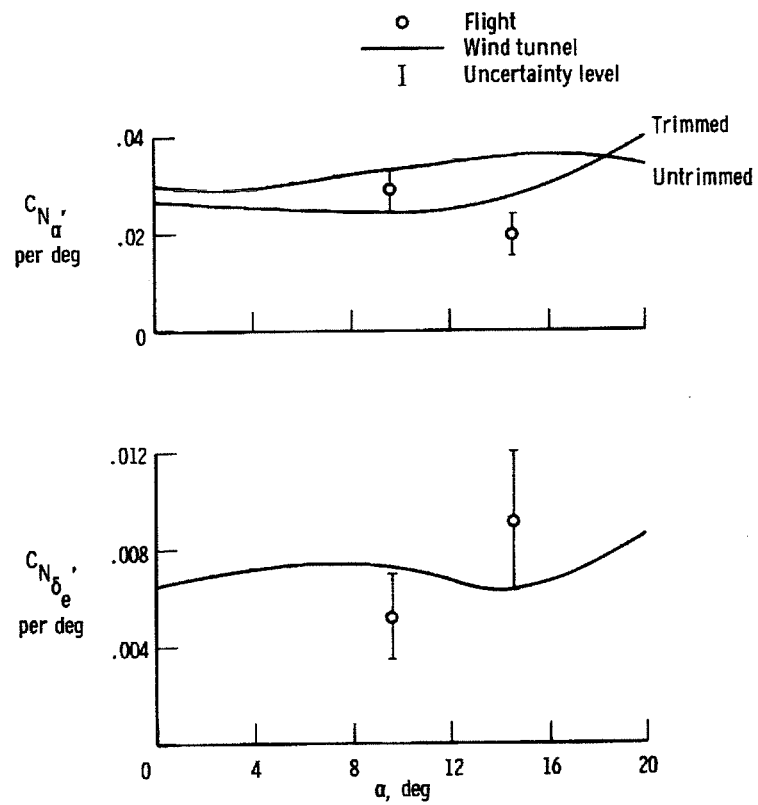 Flight
Wind tunnel
Uncertainty level
.04
.02
0
C_Nα,
per deg
Trimmed
Untrimmed
.012
.008
.004
C_Nδe,
per deg
0 4 8 12 16 20
α, deg